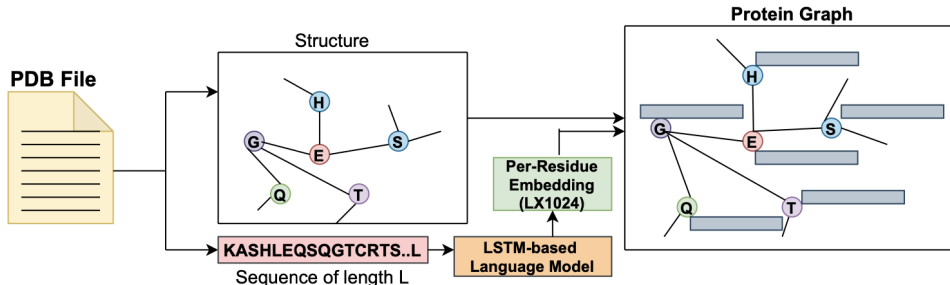 PDB File
Structure
H
G
E
S
Q
T
KASHLEQSQGTCRTS..L
Sequence of length L
LSTM-based
Language Model
Per-Residue
Embedding
(LX1024)
Protein Graph
H
G
E
S
Q
T